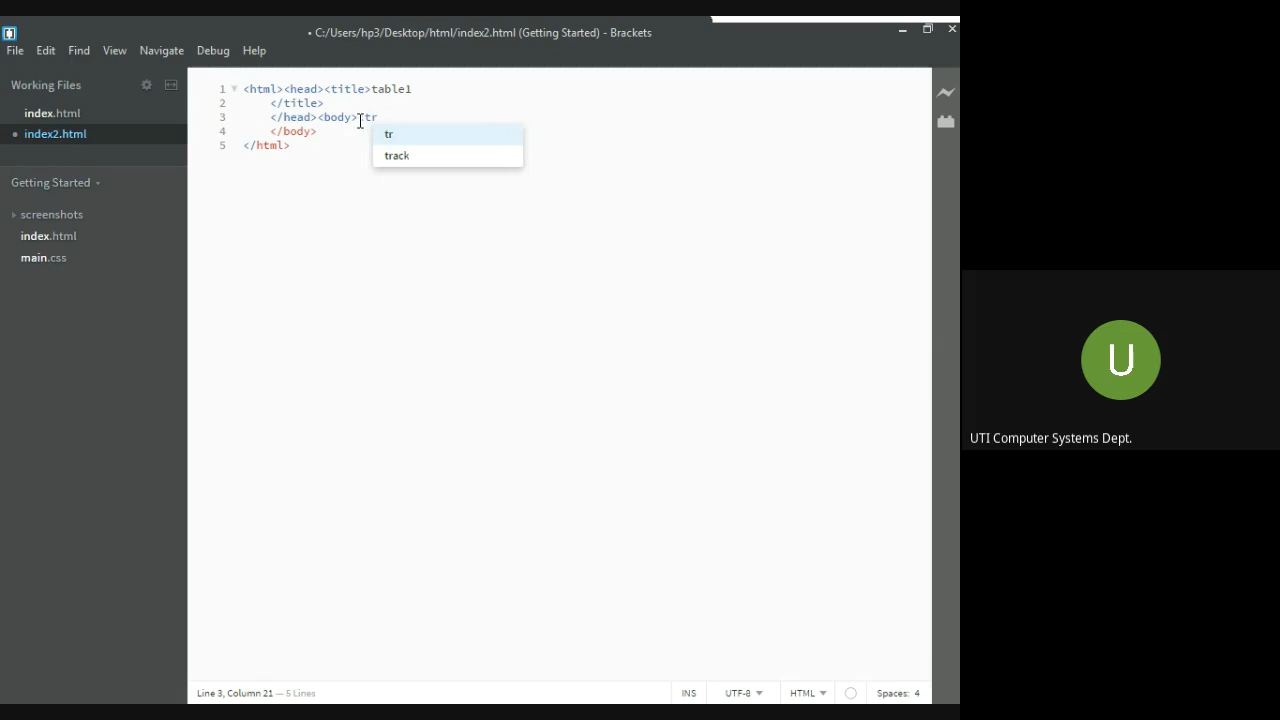 • C:/Users/hp3/Desktop/html/index2.html (Getting Started) - Brackets
File Edit Find View Navigate Debug Help
Working Files
index.html
• index2.html
Getting Started
screenshots
index.html
main.css
1 <html><head><title>table1
2 </title>
3 </head><body><tr
4 </body>
5 </html>
tr
track
Line 3, Column 21 — 5 Lines
INS UTF-8 HTML Spaces: 4
U
UTI Computer Systems Dept.